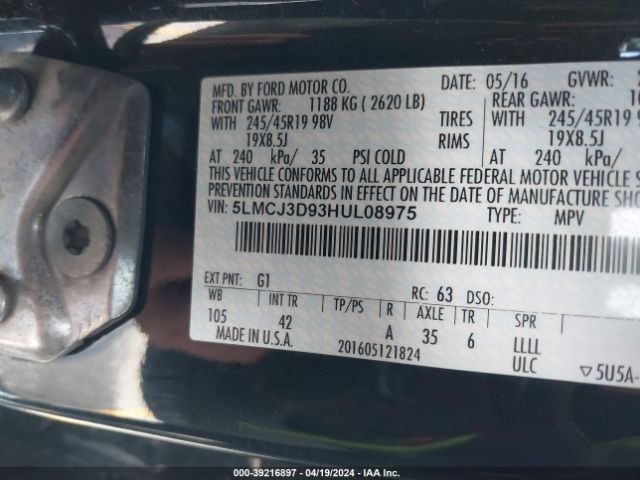 MFD. BY FORD MOTOR CO.
DATE: 05/16 GVWR:
FRONT GAWR: 1188 KG ( 2620 LB)
REAR GAWR:
WITH 245/45R19 98V TIRES WITH 245/45R19
19X8.5J RIMS 19X8.5J
AT 240 kPa/ 35 PSI COLD AT 240 kPa/
THIS VEHICLE CONFORMS TO ALL APPLICABLE FEDERAL MOTOR VEHICLE
PREVENTION STANDARDS IN EFFECT ON THE DATE OF MANUFACTURE SHO
VIN: 5LMCJ3D93HUL08975 TYPE: MPV
EXT PNT: G1 RC: 63 DSO:
WB INT TR TP/PS R AXLE TR SPR
105 42 A 35 6 LLLL
MADE IN U.S.A. 201605121824 ULC ▽5U5A-
000--39216897 - 04/19/2024 - IAA Inc.